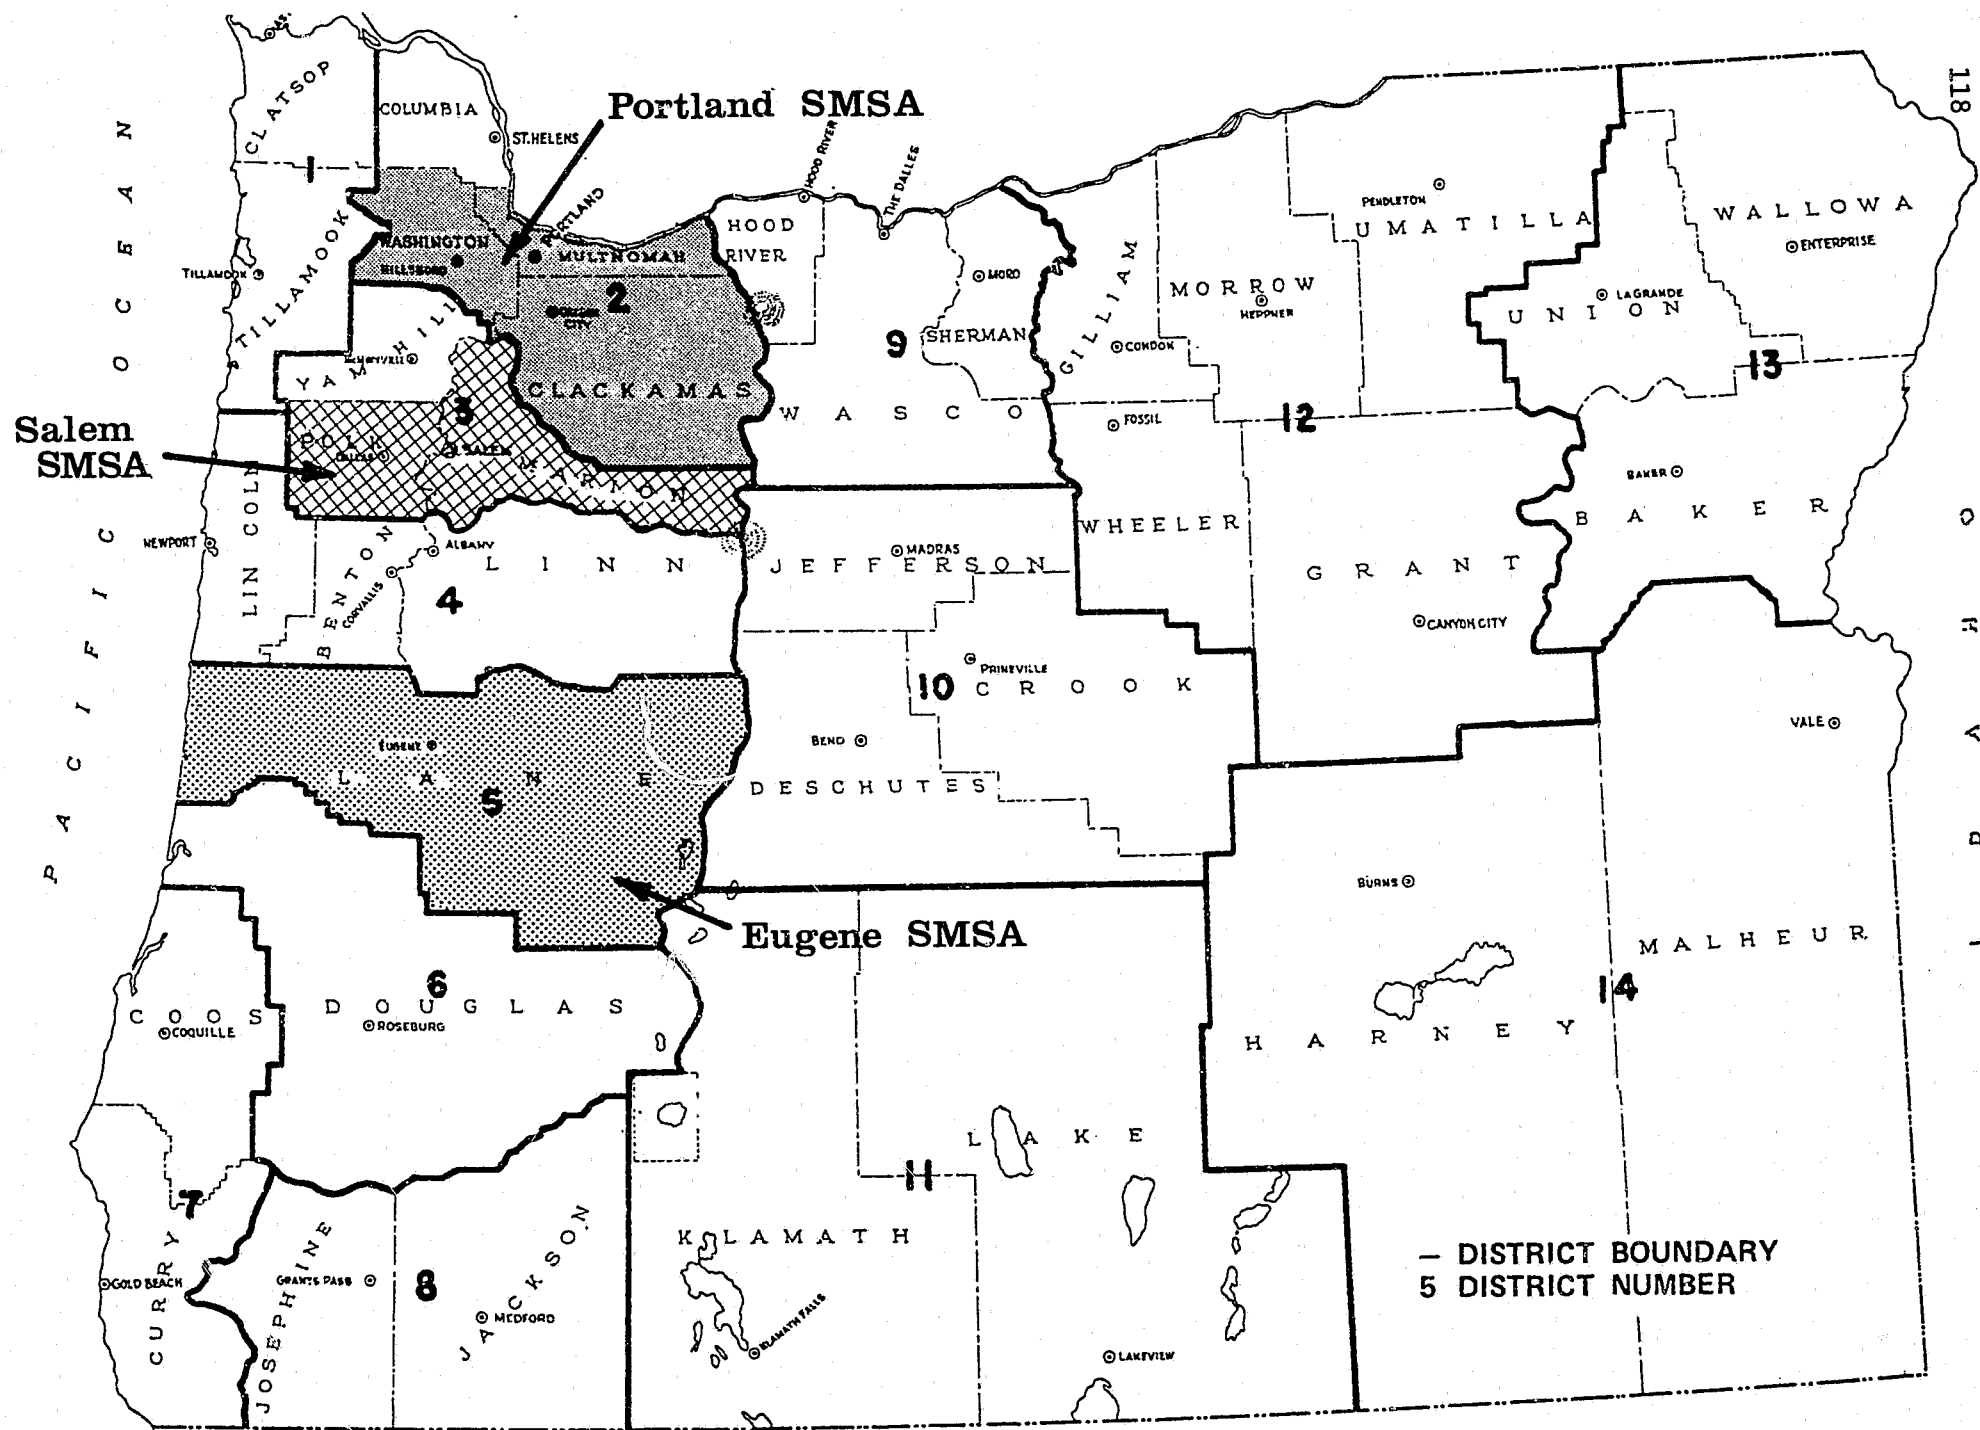 118
Portland SMSA
CLATSOP
COLUMBIA
ST.HELENS
HOOD RIVER
THE DALLES
PORTLAND
1
WASHINGTON
HILLSBORO
MULTNOMAH
HOOD
RIVER
TILLAMOOK
TILLAMOOK
2
OREGON
CITY
MORO
SHERMAN
9
GILLIAM
CONDON
MORROW
HEPPNER
PENDLETON
UMATILLA
WALLOWA
ENTERPRISE
LAGRANDE
UNION
13
YAMHILL
CLACKAMAS
WASCO
FOSSIL
12
Salem
SMSA
3
POLK
DALLAS
SALEM
MARION
BAKER
BAKER
LINCOLN
NEWPORT
ALBANY
LINN
BENTON
CORVALLIS
4
MADRAS
JEFFERSON
WHEELER
GRANT
CANYON CITY
PRINEVILLE
10
CROOK
BEND
DESCHUTES
VALE
EUGENE
LANE
5
PACIFIC OCEAN
Eugene SMSA
BURNS
MALHEUR
14
HARNEY
6
COOS
COQUILLE
DOUGLAS
ROSEBURG
LAKE
11
KLAMATH
7
CURRY
GOLD BEACH
JOSEPHINE
GRANTS PASS
8
JACKSON
MEDFORD
KLAMATH FALLS
LAKEVIEW
– DISTRICT BOUNDARY
5 DISTRICT NUMBER